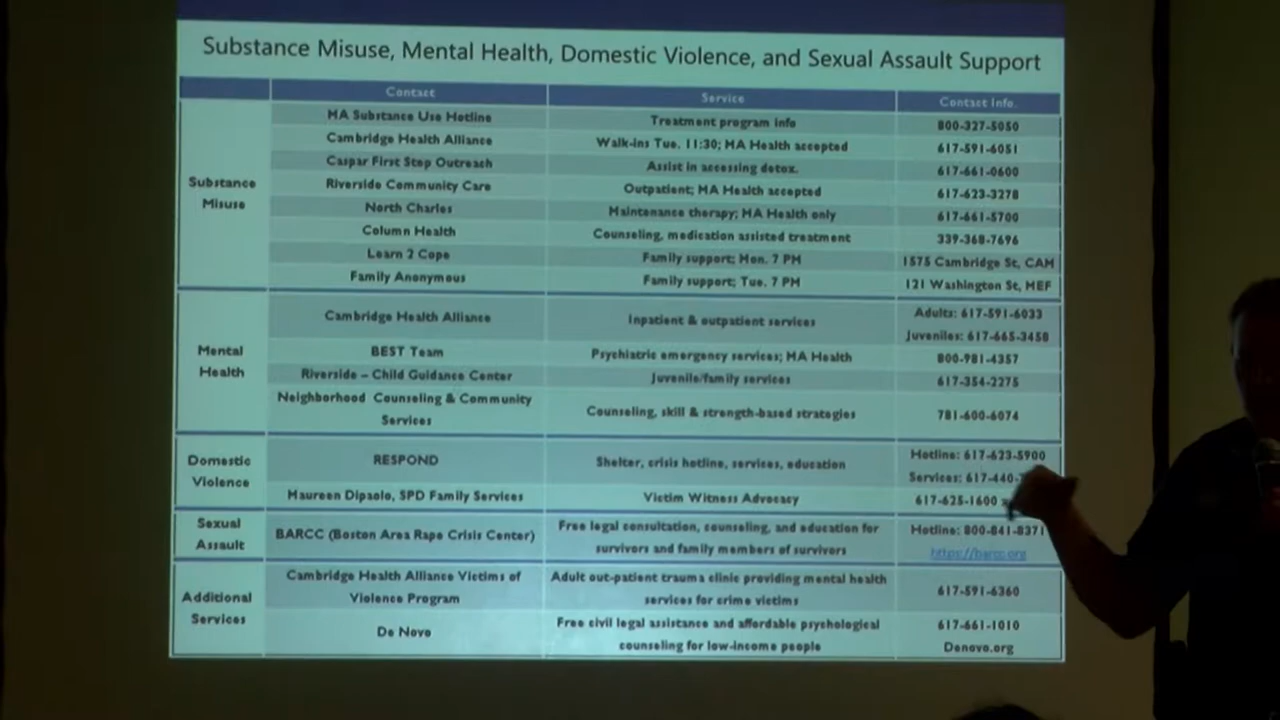 Substance Misuse, Mental Health, Domestic Violence, and Sexual Assault Support
Contact Service Contact Info.
Substance Misuse
MA Substance Use Hotline Treatment program info 800-327-5050
Cambridge Health Alliance Walk-ins Tue. 11:30; MA Health accepted 617-591-6051
Caspar First Step Outreach Assist in accessing detox. 617-661-0600
Riverside Community Care Outpatient; MA Health accepted 617-623-3278
North Charles Maintenance therapy; MA Health only 617-661-5700
Column Health Counseling, medication assisted treatment 339-368-7696
Learn 2 Cope Family support; Mon. 7 PM 1575 Cambridge St, CAM
Family Anonymous Family support; Tue. 7 PM 121 Washington St, MEF
Mental Health
Cambridge Health Alliance Inpatient & outpatient services Adults: 617-591-6033
Juveniles: 617-665-3458
BEST Team Psychiatric emergency services; MA Health 800-981-4357
Riverside – Child Guidance Center Juvenile/family services 617-354-2275
Neighborhood Counseling & Community
Services Counseling, skill & strength-based strategies 781-600-6074
Domestic Violence
RESPOND Shelter, crisis hotline, services, education Hotline: 617-623-5900
Services: 617-440-
Maureen Dipaolo, SPD Family Services Victim Witness Advocacy 617-625-1600
Sexual Assault
BARCC (Boston Area Rape Crisis Center) Free legal consultation, counseling, and education for
survivors and family members of survivors Hotline: 800-841-8371
https://barcc.org
Additional Services
Cambridge Health Alliance Victims of
Violence Program Adult out-patient trauma clinic providing mental health
services for crime victims 617-591-6360
De Novo Free civil legal assistance and affordable psychological
counseling for low-income people 617-661-1010
Denovo.org